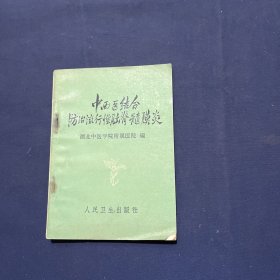 中西医结合
防治流行性脑脊髓膜炎
湖北中医学院附属医院 编
人民卫生出版社